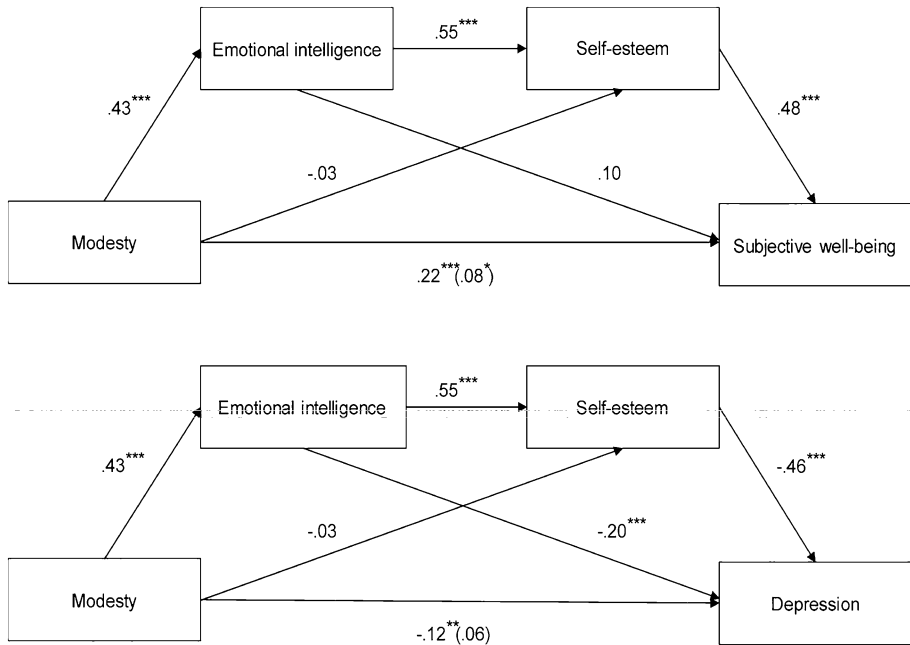 Emotional intelligence
.55***
Self-esteem
.43***
.48***
-.03
.10
Modesty
Subjective well-being
.22***(.08*)
Emotional intelligence
.55***
Self-esteem
.43***
-.46***
-.03
-.20***
Modesty
Depression
-.12**(.06)